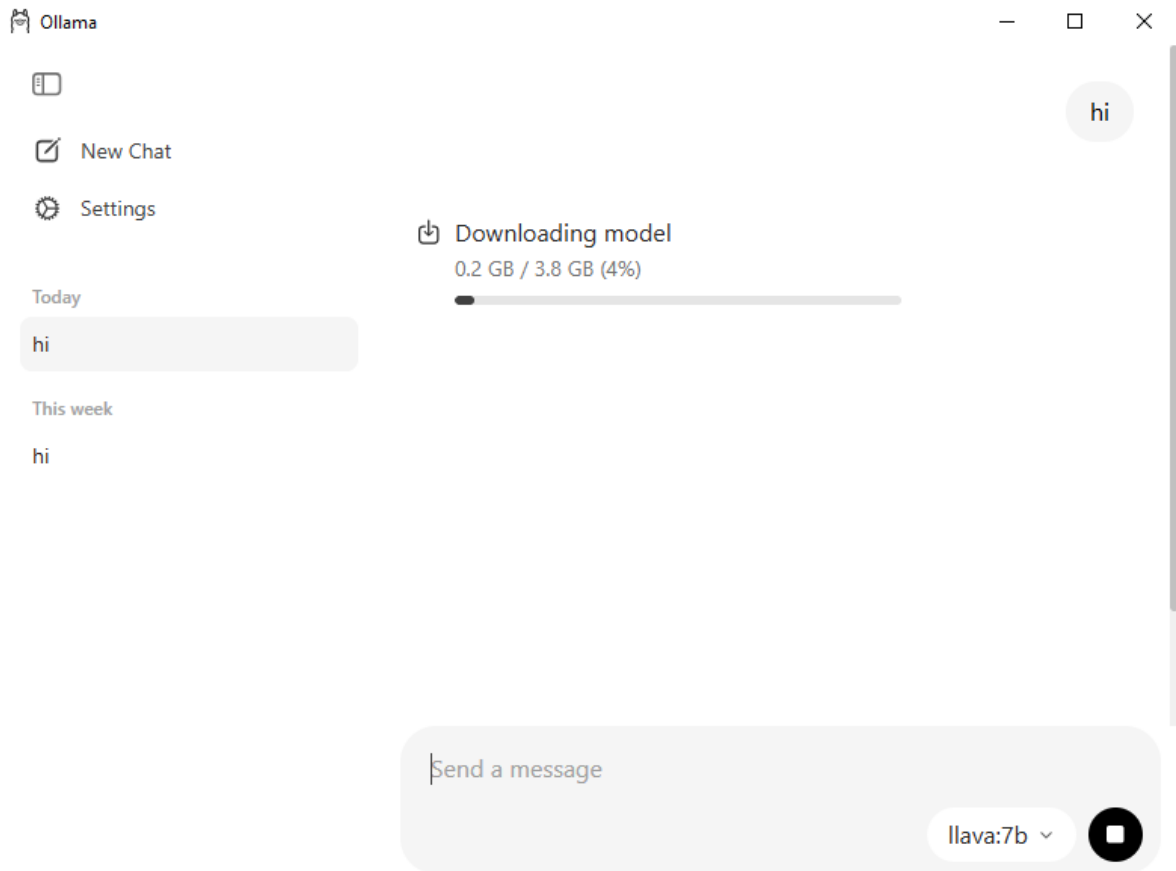 Ollama
New Chat
Settings
Today
hi
This week
hi
hi
Downloading model
0.2 GB / 3.8 GB (4%)
Send a message
llava:7b